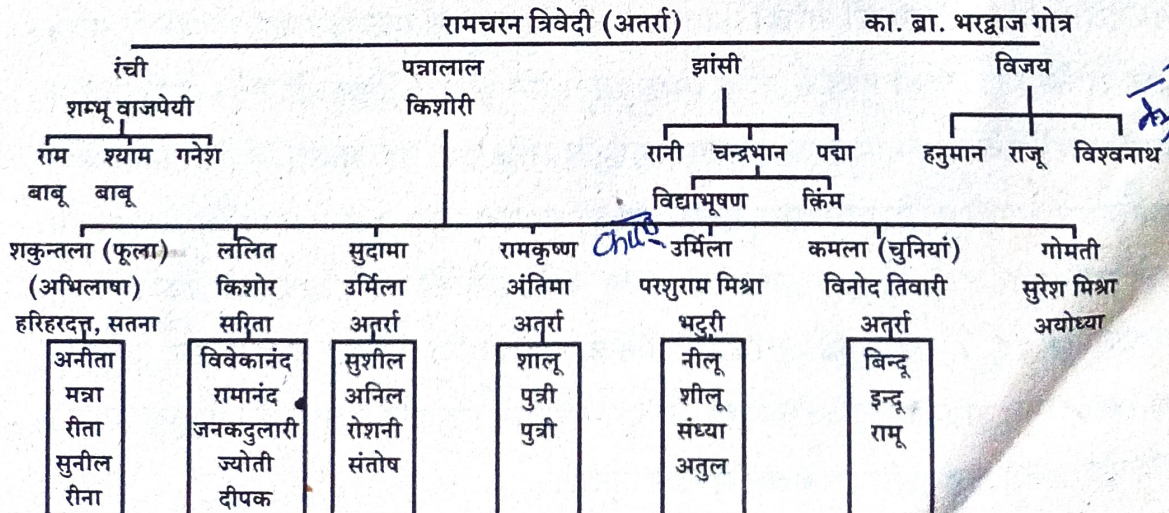 रामचरन त्रिवेदी (अतर्रा) का. ब्रा. भरद्वाज गोत्र
रंची पन्नालाल झांसी विजय
शम्भू वाजपेयी किशोरी
राम श्याम गनेश रानी चन्द्रभान पद्मा हनुमान राजू विश्वनाथ
बाबू बाबू विद्याभूषण क्रिंम
शकुन्तला (फूला) ललित सुदामा रामकृष्ण उर्मिला कमला (चुनियां) गोमती
(अभिलाषा) किशोर उर्मिला अंतिमा परशुराम मिश्रा विनोद तिवारी सुरेश मिश्रा
हरिहरदत्त, सतना सरिता अतर्रा अतर्रा भटुरी अतर्रा अयोध्या
अनीता विवेकानंद सुशील शालू नीलू बिन्दू
मन्ना रामानंद अनिल पुत्री शीलू इन्दू
रीता जनकदुलारी रोशनी पुत्री संध्या रामू
सुनील ज्योती संतोष अतुल
रीना दीपक